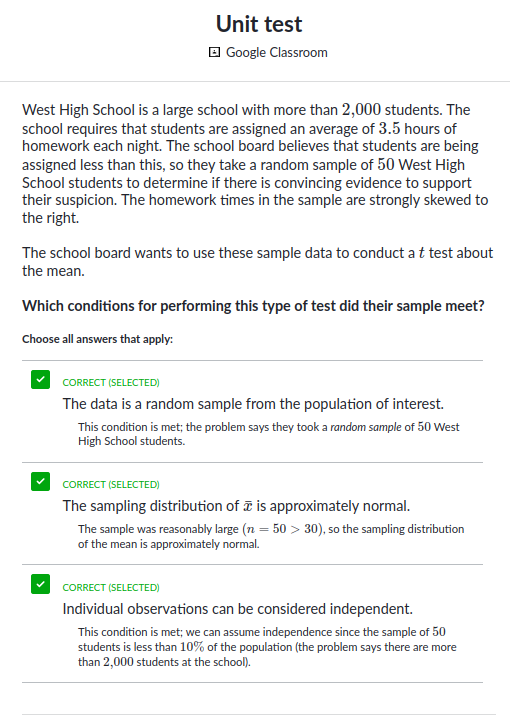 Unit test
Google Classroom
West High School is a large school with more than 2,000 students. The
school requires that students are assigned an average of 3.5 hours of
homework each night. The school board believes that students are being
assigned less than this, so they take a random sample of 50 West High
School students to determine if there is convincing evidence to support
their suspicion. The homework times in the sample are strongly skewed to
the right.
The school board wants to use these sample data to conduct a t test about
the mean.
Which conditions for performing this type of test did their sample meet?
Choose all answers that apply:
CORRECT (SELECTED)
The data is a random sample from the population of interest.
This condition is met; the problem says they took a random sample of 50 West
High School students.
CORRECT (SELECTED)
The sampling distribution of x̄ is approximately normal.
The sample was reasonably large (n = 50 > 30), so the sampling distribution
of the mean is approximately normal.
CORRECT (SELECTED)
Individual observations can be considered independent.
This condition is met; we can assume independence since the sample of 50
students is less than 10% of the population (the problem says there are more
than 2,000 students at the school).